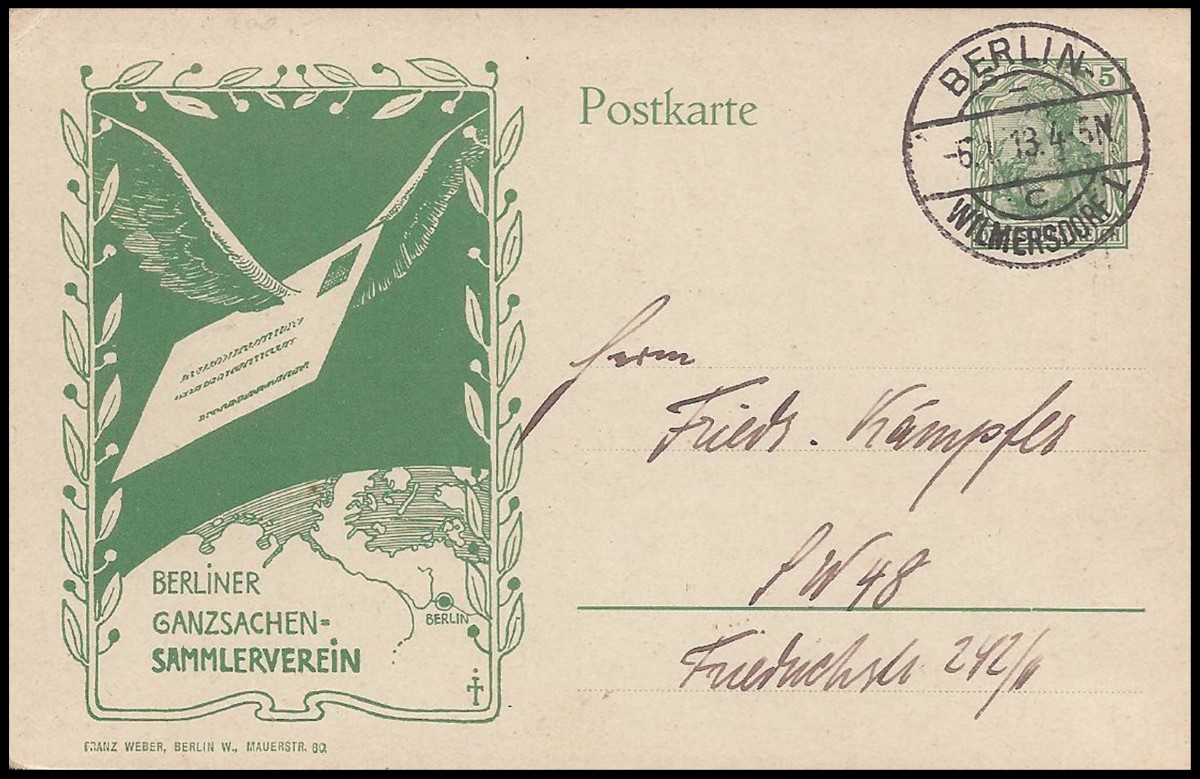 Postkarte
5
BERLIN-
13.4-5N
C
WILMERSDORF 1
Herrn
Friedr. Kämpfer
SW 48
Friedrichstr. 242/
BERLINER
GANZSACHEN=
SAMMLERVEREIN
BERLIN
FRANZ WEBER, BERLIN W., MAUERSTR. 80.